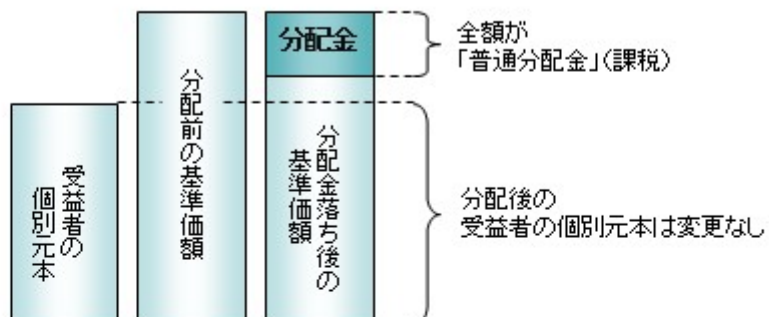 受益者の
個別元本
分配前の基準価額
分配金
分配金落ち後の
基準価額
全額が
「普通分配金」(課税)
分配後の
受益者の個別元本は変更なし